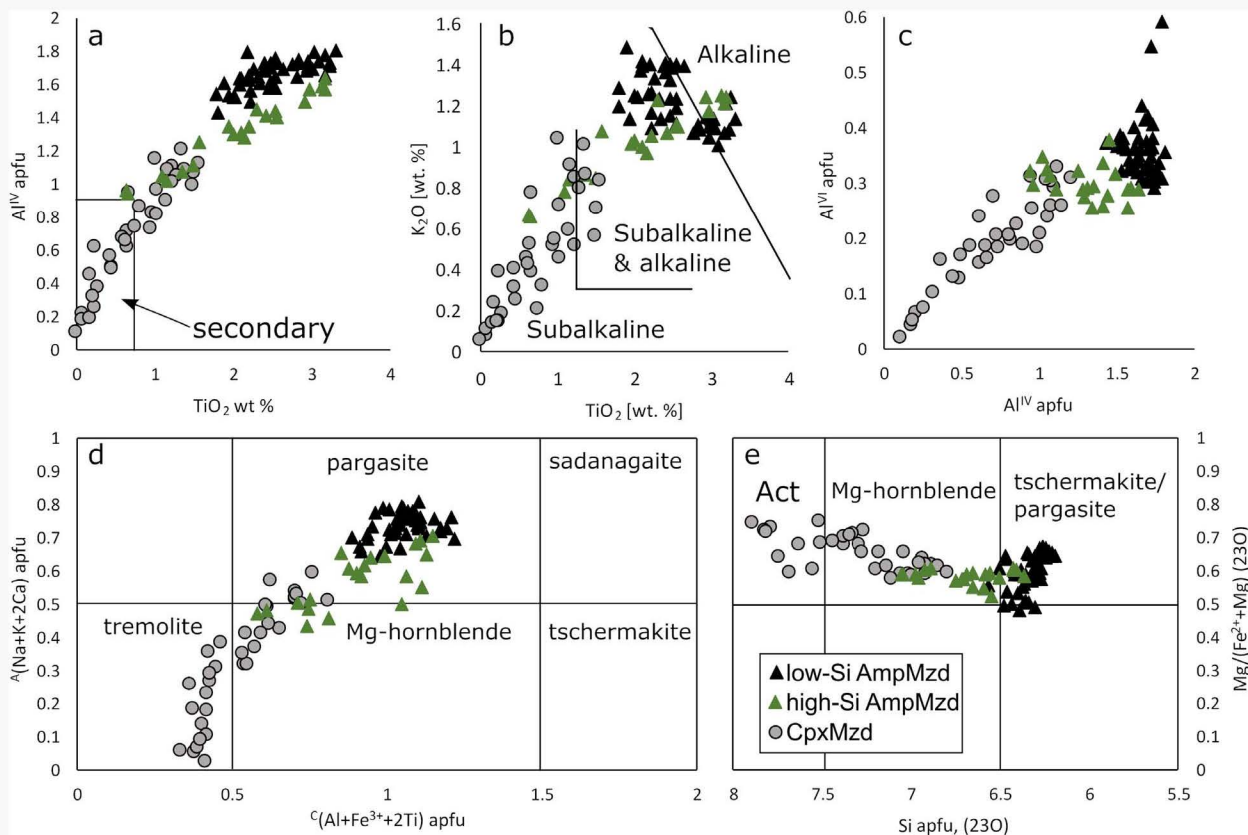 a
Al^IV apfu
2
1.8
1.6
1.4
1.2
1
0.8
0.6
0.4
0.2
0
secondary
0
1
2
3
4
TiO₂ wt %
b
K₂O [wt. %]
1.6
1.4
1.2
1
0.8
0.6
0.4
0.2
0
Alkaline
Subalkaline
& alkaline
Subalkaline
0
1
2
3
4
TiO₂ [wt. %]
c
Al^VI apfu
0.6
0.5
0.4
0.3
0.2
0.1
0
0
0.5
1
1.5
2
Al^IV apfu
d
^A(Na+K+2Ca) apfu
1
0.9
0.8
0.7
0.6
0.5
0.4
0.3
0.2
0.1
0
pargasite
sadanagaite
tremolite
Mg-hornblende
tschermakite
0
0.5
1
1.5
2
^C(Al+Fe³⁺+2Ti) apfu
e
Act
Mg-hornblende
tschermakite/
pargasite
low-Si AmpMzd
high-Si AmpMzd
CpxMzd
1
0.9
0.8
0.7
0.6
0.5
0.4
0.3
0.2
0.1
0
Mg/(Fe²⁺+Mg) (23O)
8
7.5
7
6.5
6
5.5
Si apfu, (23O)